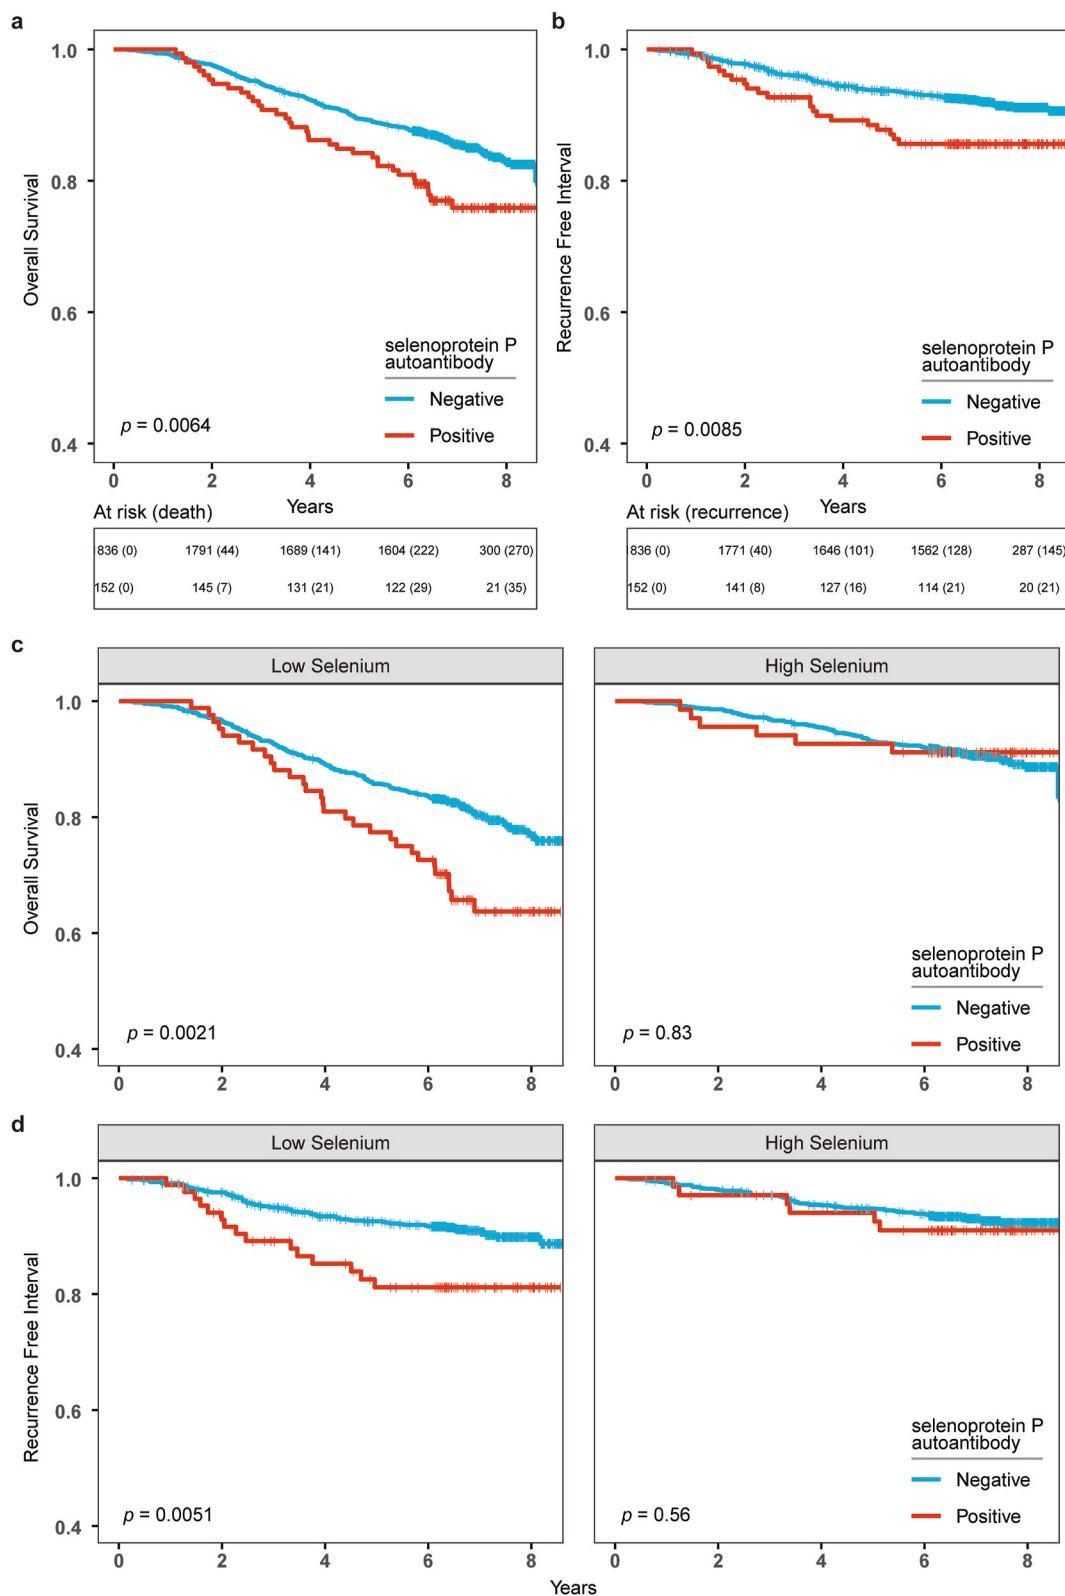 a
1.0
0.8
0.6
0.4
Overall Survival
selenoprotein P
autoantibody
Negative
Positive
p = 0.0064
0 2 4 6 8
Years
At risk (death)
836 (0) 1791 (44) 1689 (141) 1604 (222) 300 (270)
152 (0) 145 (7) 131 (21) 122 (29) 21 (35)
b
1.0
0.8
0.6
0.4
Recurrence Free Interval
selenoprotein P
autoantibody
Negative
Positive
p = 0.0085
0 2 4 6 8
Years
At risk (recurrence)
836 (0) 1771 (40) 1646 (101) 1562 (128) 287 (145)
152 (0) 141 (8) 127 (16) 114 (21) 20 (21)
c
Low Selenium
High Selenium
1.0
0.8
0.6
0.4
Overall Survival
p = 0.0021
0 2 4 6 8
selenoprotein P
autoantibody
Negative
Positive
p = 0.83
0 2 4 6 8
d
Low Selenium
High Selenium
1.0
0.8
0.6
0.4
Recurrence Free Interval
p = 0.0051
0 2 4 6 8
selenoprotein P
autoantibody
Negative
Positive
p = 0.56
0 2 4 6 8
Years